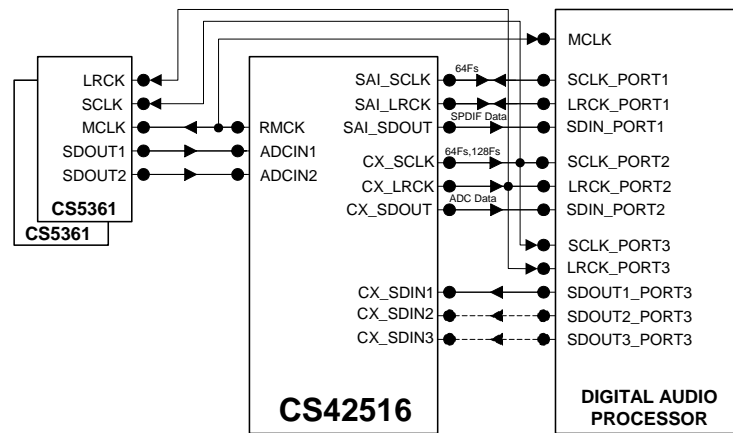 LRCK
SCLK
MCLK
SDOUT1
SDOUT2
CS5361
CS5361
RMCK
ADCIN1
ADCIN2
SAI_SCLK
SAI_LRCK
SAI_SDOUT
CX_SCLK
CX_LRCK
CX_SDOUT
CX_SDIN1
CX_SDIN2
CX_SDIN3
CS42516
64Fs
SPDIF Data
64Fs,128Fs
ADC Data
MCLK
SCLK_PORT1
LRCK_PORT1
SDIN_PORT1
SCLK_PORT2
LRCK_PORT2
SDIN_PORT2
SCLK_PORT3
LRCK_PORT3
SDOUT1_PORT3
SDOUT2_PORT3
SDOUT3_PORT3
DIGITAL AUDIO
PROCESSOR